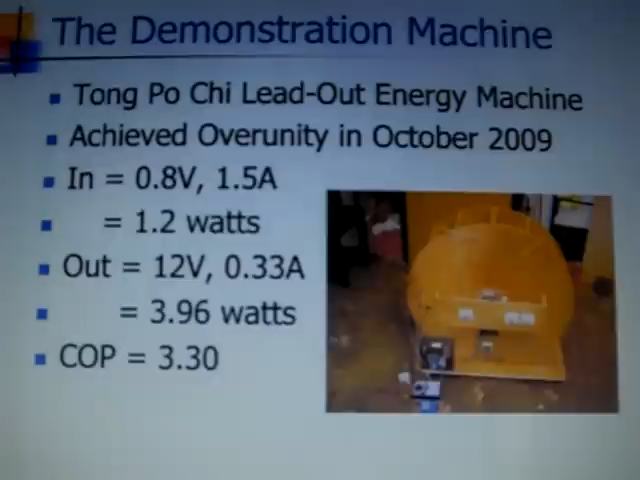 The Demonstration Machine
Tong Po Chi Lead-Out Energy Machine
Achieved Overunity in October 2009
In = 0.8V, 1.5A
= 1.2 watts
Out = 12V, 0.33A
= 3.96 watts
COP = 3.30